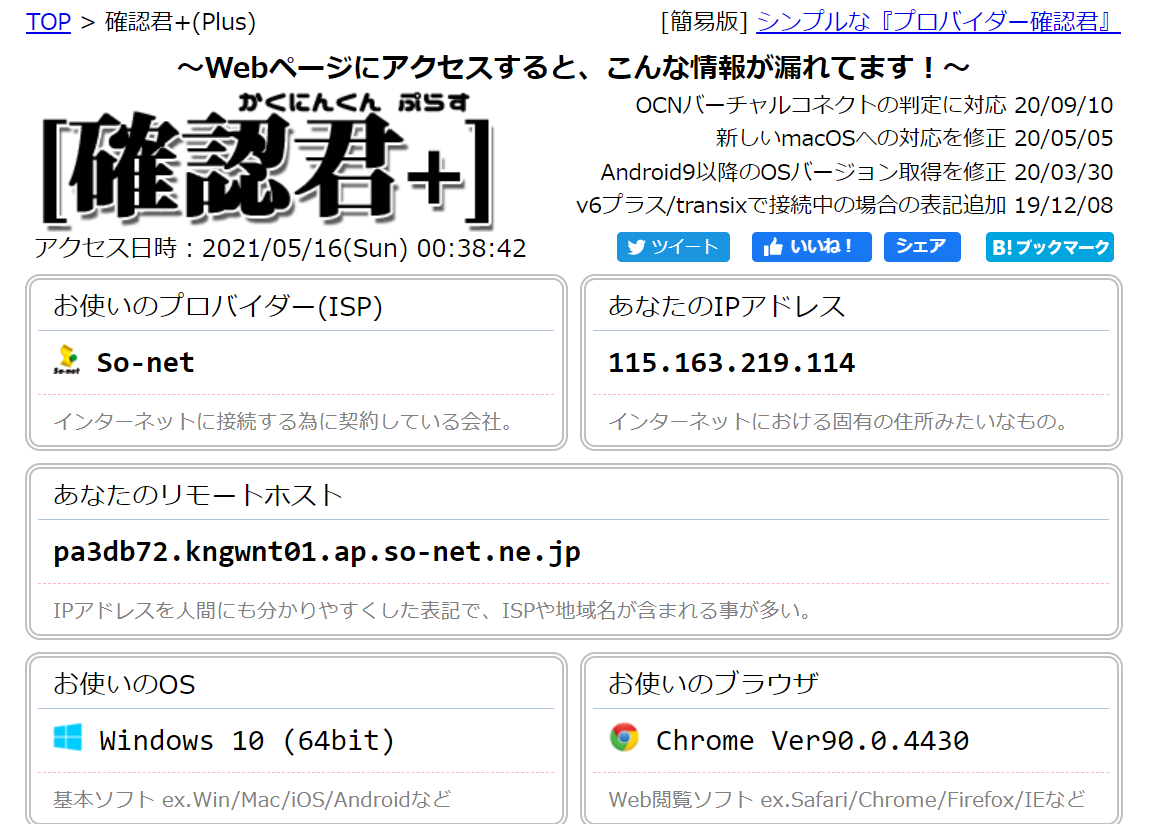 TOP > 確認君+(Plus)
[簡易版] シンプルな『プロバイダー確認君』
～Webページにアクセスすると、こんな情報が漏れてます！～
かくにんくん ぷらす
[確認君+]
OCNバーチャルコネクトの判定に対応 20/09/10
新しいmacOSへの対応を修正 20/05/05
Android9以降のOSバージョン取得を修正 20/03/30
v6プラス/transixで接続中の場合の表記追加 19/12/08
アクセス日時：2021/05/16(Sun) 00:38:42
ツイート
いいね！
シェア
B!ブックマーク
お使いのプロバイダー(ISP)
So-net
So-net
インターネットに接続する為に契約している会社。
あなたのIPアドレス
115.163.219.114
インターネットにおける固有の住所みたいなもの。
あなたのリモートホスト
pa3db72.kngwnt01.ap.so-net.ne.jp
IPアドレスを人間にも分かりやすくした表記で、ISPや地域名が含まれる事が多い。
お使いのOS
Windows 10 (64bit)
基本ソフト ex.Win/Mac/iOS/Androidなど
お使いのブラウザ
Chrome Ver90.0.4430
Web閲覧ソフト ex.Safari/Chrome/Firefox/IEなど